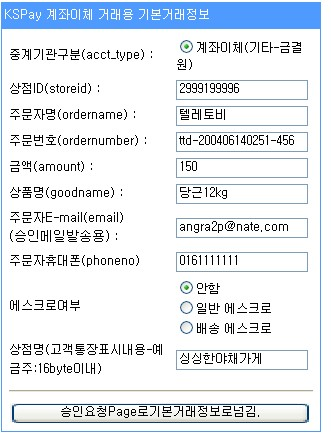 KSPay 계좌이체 거래용 기본거래정보
중계기관구분(acct_type) : 계좌이체(기타-금결
원)
상점ID(storeid) : 2999199996
주문자명(ordername) : 텔레토비
주문번호(ordernumber) : ttd-200406140251-456
금액(amount) : 150
상품명(goodname) : 당근12kg
주문자E-mail(email)
(승인메일발송용) : angra2p@nate.com
주문자휴대폰(phoneno) 0161111111
에스크로여부 안함
일반 에스크로
배송 에스크로
상점명(고객통장표시내용-예
금주:16byte이내) 싱싱한야채가게
승인요청Page로기본거래정보로넘김.